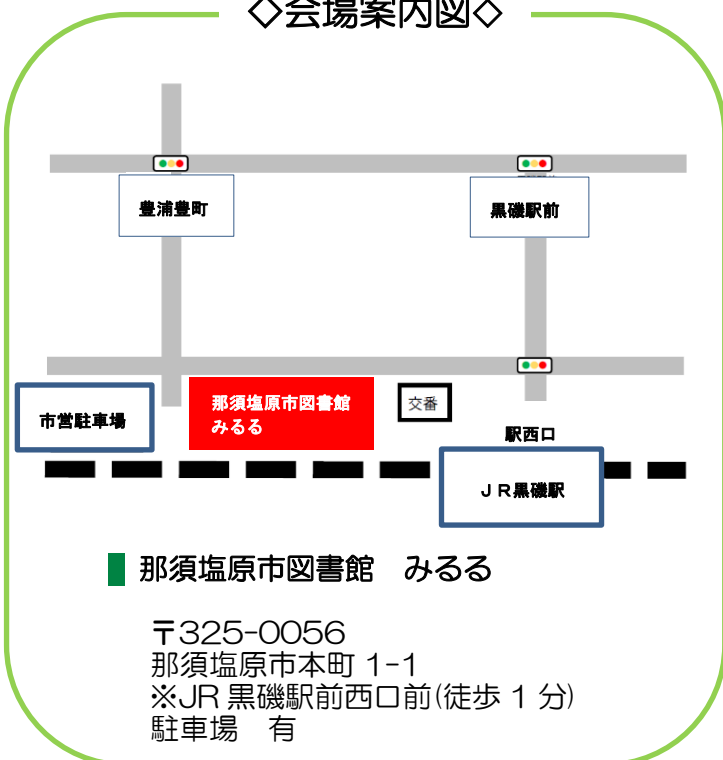 ◇会場案内図◇
豊浦豊町
黒磯駅前
市営駐車場
那須塩原市図書館
みるる
交番
駅西口
ＪＲ黒磯駅
那須塩原市図書館　みるる
〒325-0056
那須塩原市本町 1-1
※JR 黒磯駅前西口前(徒歩 1 分)
駐車場　有